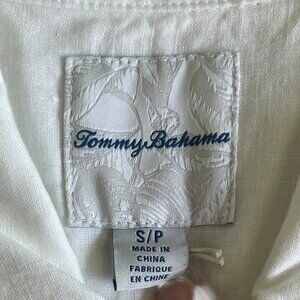 Tommy Bahama
S/P
MADE IN
CHINA
FABRIQUE
EN CHINE